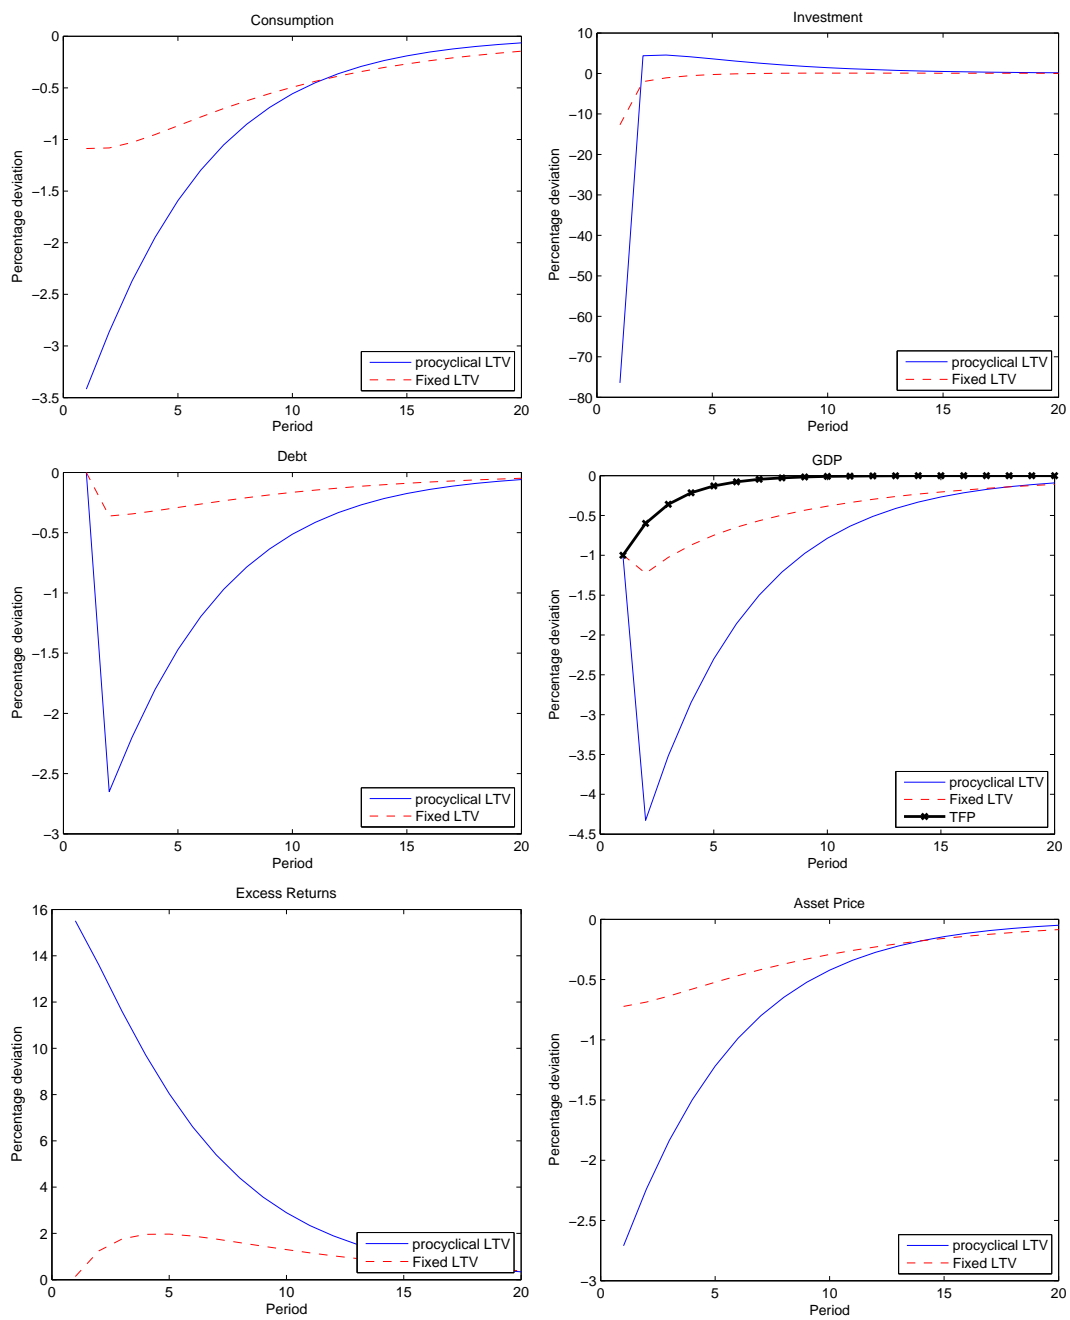 Consumption
Percentage deviation
0
−0.5
−1
−1.5
−2
−2.5
−3
−3.5
0 5 10 15 20
Period
procyclical LTV
Fixed LTV
Investment
Percentage deviation
10
0
−10
−20
−30
−40
−50
−60
−70
−80
0 5 10 15 20
Period
procyclical LTV
Fixed LTV
Debt
Percentage deviation
0
−0.5
−1
−1.5
−2
−2.5
−3
0 5 10 15 20
Period
procyclical LTV
Fixed LTV
GDP
Percentage deviation
0
−0.5
−1
−1.5
−2
−2.5
−3
−3.5
−4
−4.5
0 5 10 15 20
Period
procyclical LTV
Fixed LTV
TFP
Excess Returns
Percentage deviation
16
14
12
10
8
6
4
2
0
0 5 10 15 20
Period
procyclical LTV
Fixed LTV
Asset Price
Percentage deviation
0
−0.5
−1
−1.5
−2
−2.5
−3
0 5 10 15 20
Period
procyclical LTV
Fixed LTV